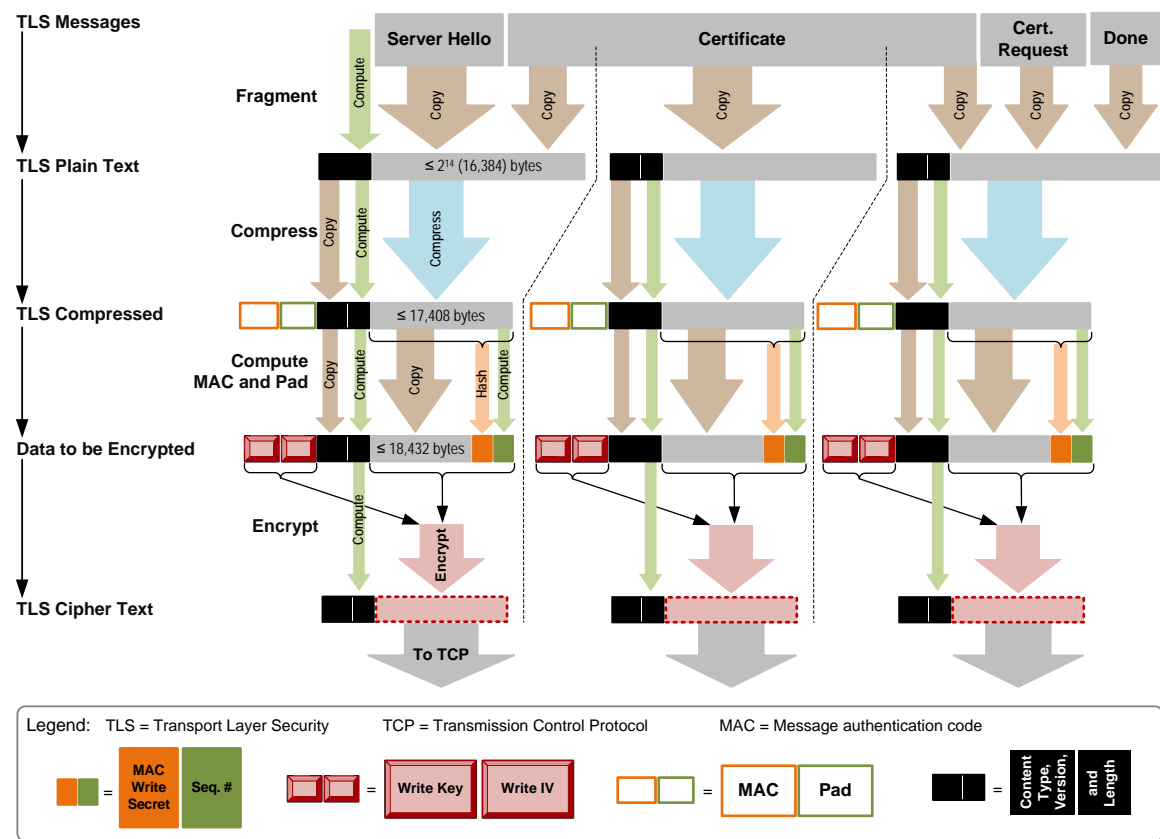 TLS Messages
Server Hello
Certificate
Cert.
Request
Done
Fragment
Compute
Copy
Copy
Copy
Copy
Copy
Copy
TLS Plain Text
≤ 2¹⁴ (16,384) bytes
Compress
Copy
Compute
Compress
TLS Compressed
≤ 17,408 bytes
Compute
MAC and Pad
Copy
Compute
Copy
Hash
Compute
Data to be Encrypted
≤ 18,432 bytes
Encrypt
Compute
Encrypt
TLS Cipher Text
To TCP
Legend: TLS = Transport Layer Security TCP = Transmission Control Protocol MAC = Message authentication code
= MAC
Write
Secret
Seq. #
= Write Key Write IV
= MAC Pad
= Content
Type,
Version,
and
Length